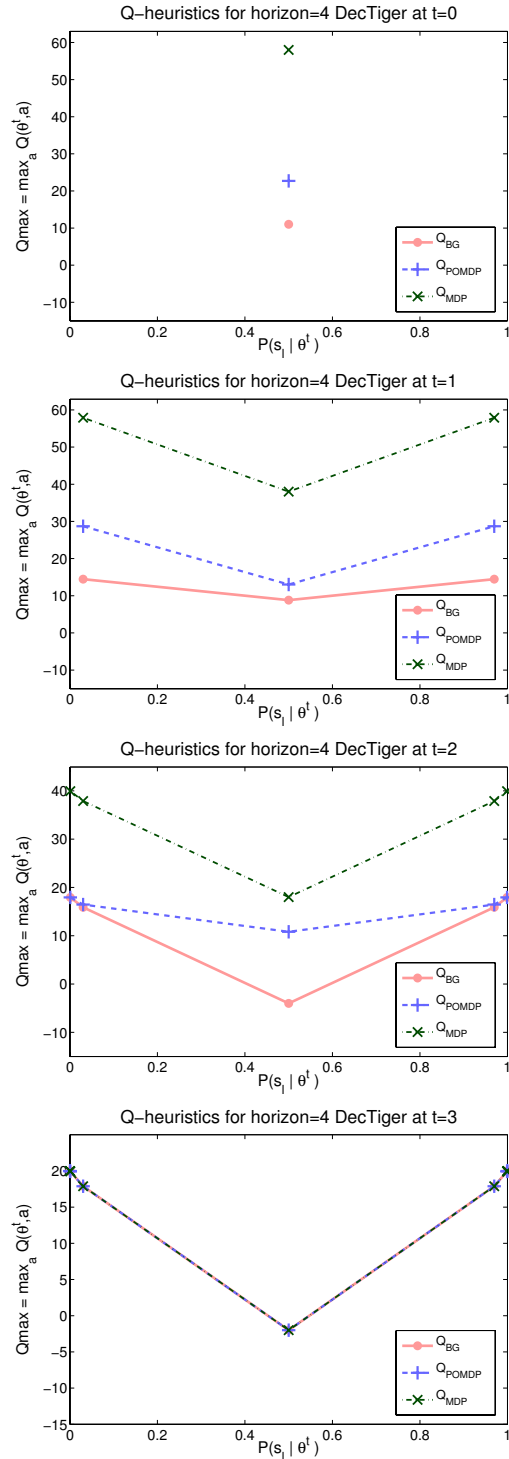 Q−heuristics for horizon=4 DecTiger at t=0
Qmax = max_a Q(θ^t,a)
60
50
40
30
20
10
0
−10
0 0.2 0.4 0.6 0.8 1
P(s_l | θ^t )
Q_BG
Q_POMDP
Q_MDP
Q−heuristics for horizon=4 DecTiger at t=1
Qmax = max_a Q(θ^t,a)
60
50
40
30
20
10
0
−10
0 0.2 0.4 0.6 0.8 1
P(s_l | θ^t )
Q_BG
Q_POMDP
Q_MDP
Q−heuristics for horizon=4 DecTiger at t=2
Qmax = max_a Q(θ^t,a)
40
30
20
10
0
−10
0 0.2 0.4 0.6 0.8 1
P(s_l | θ^t )
Q_BG
Q_POMDP
Q_MDP
Q−heuristics for horizon=4 DecTiger at t=3
Qmax = max_a Q(θ^t,a)
20
15
10
5
0
−5
−10
−15
0 0.2 0.4 0.6 0.8 1
P(s_l | θ^t )
Q_BG
Q_POMDP
Q_MDP